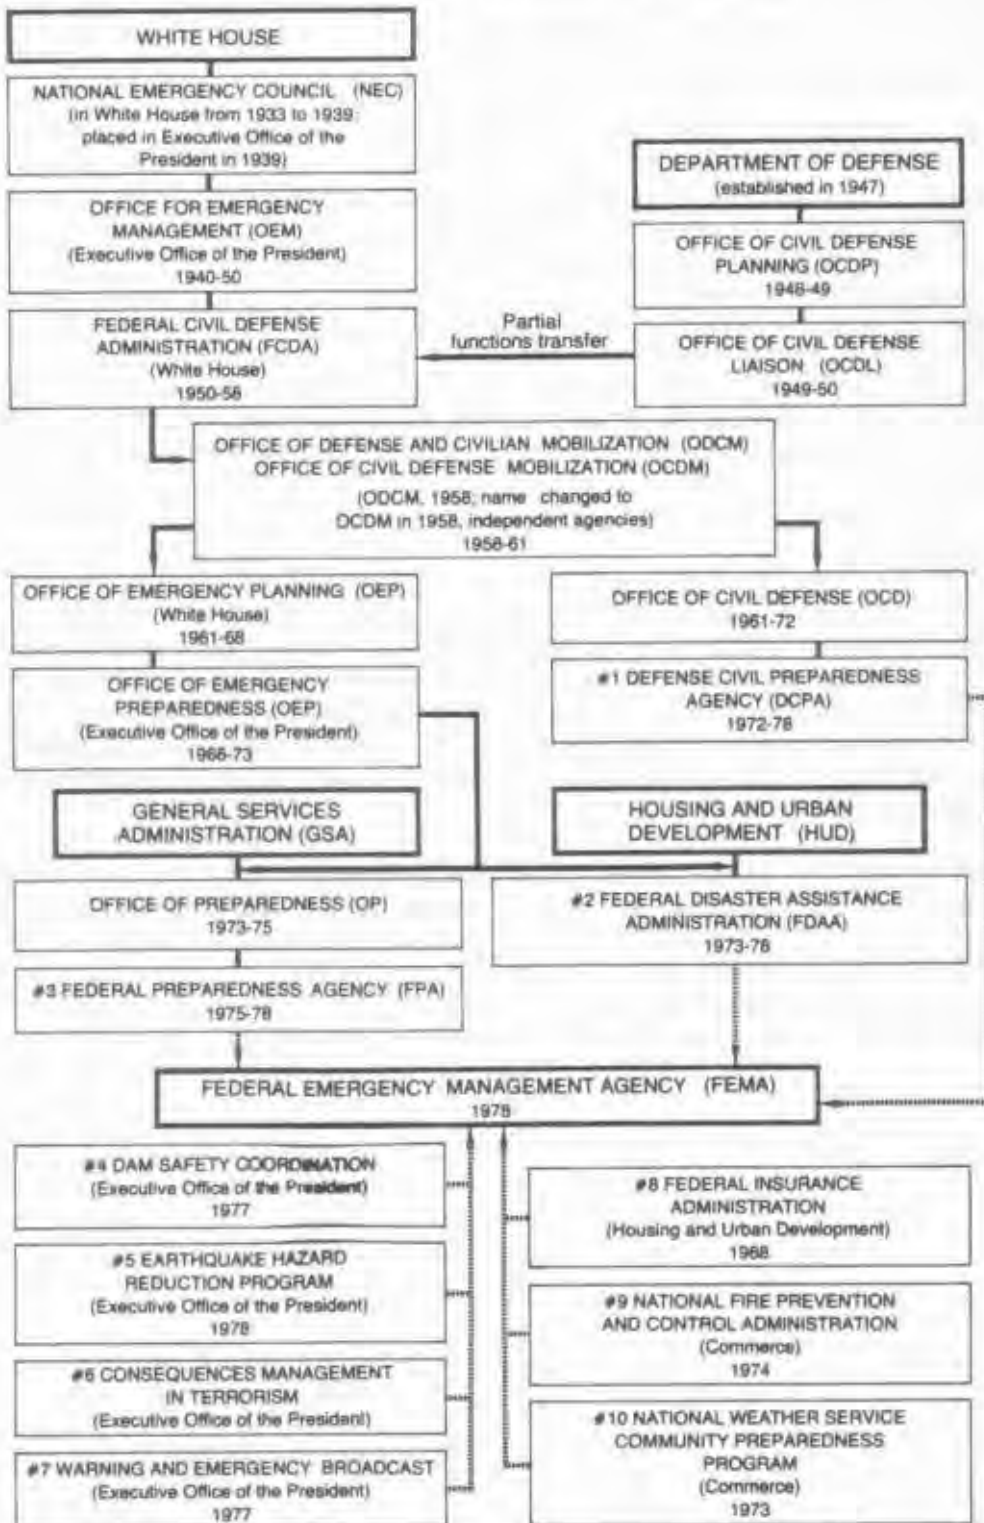 WHITE HOUSE
NATIONAL EMERGENCY COUNCIL (NEC)
(in White House from 1933 to 1939;
placed in Executive Office of the
President in 1939)
OFFICE FOR EMERGENCY
MANAGEMENT (OEM)
(Executive Office of the President)
1940-50
FEDERAL CIVIL DEFENSE
ADMINISTRATION (FCDA)
(White House)
1950-58
DEPARTMENT OF DEFENSE
(established in 1947)
OFFICE OF CIVIL DEFENSE
PLANNING (OCDP)
1948-49
OFFICE OF CIVIL DEFENSE
LIAISON (OCDL)
1949-50
Partial
functions transfer
OFFICE OF DEFENSE AND CIVILIAN MOBILIZATION (ODCM)
OFFICE OF CIVIL DEFENSE MOBILIZATION (OCDM)
(ODCM, 1958; name changed to
OCDM in 1958, independent agencies)
1958-61
OFFICE OF EMERGENCY PLANNING (OEP)
(White House)
1961-68
OFFICE OF EMERGENCY
PREPAREDNESS (OEP)
(Executive Office of the President)
1968-73
OFFICE OF CIVIL DEFENSE (OCD)
1961-72
#1 DEFENSE CIVIL PREPAREDNESS
AGENCY (DCPA)
1972-78
GENERAL SERVICES
ADMINISTRATION (GSA)
HOUSING AND URBAN
DEVELOPMENT (HUD)
OFFICE OF PREPAREDNESS (OP)
1973-75
#2 FEDERAL DISASTER ASSISTANCE
ADMINISTRATION (FDAA)
1973-78
#3 FEDERAL PREPAREDNESS AGENCY (FPA)
1975-78
FEDERAL EMERGENCY MANAGEMENT AGENCY (FEMA)
1978
#4 DAM SAFETY COORDINATION
(Executive Office of the President)
1977
#5 EARTHQUAKE HAZARD
REDUCTION PROGRAM
(Executive Office of the President)
1978
#6 CONSEQUENCES MANAGEMENT
IN TERRORISM
(Executive Office of the President)
#7 WARNING AND EMERGENCY BROADCAST
(Executive Office of the President)
1977
#8 FEDERAL INSURANCE
ADMINISTRATION
(Housing and Urban Development)
1968
#9 NATIONAL FIRE PREVENTION
AND CONTROL ADMINISTRATION
(Commerce)
1974
#10 NATIONAL WEATHER SERVICE
COMMUNITY PREPAREDNESS
PROGRAM
(Commerce)
1973